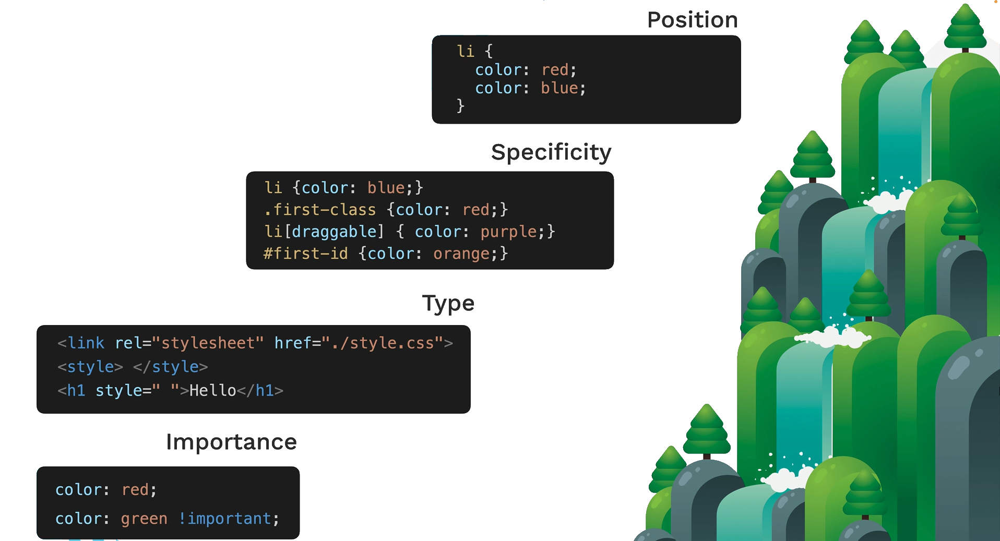 Position
li {
  color: red;
  color: blue;
}
Specificity
li {color: blue;}
.first-class {color: red;}
li[draggable] { color: purple;}
#first-id {color: orange;}
Type
<link rel="stylesheet" href="./style.css">
<style> </style>
<h1 style=" ">Hello</h1>
Importance
color: red;
color: green !important;